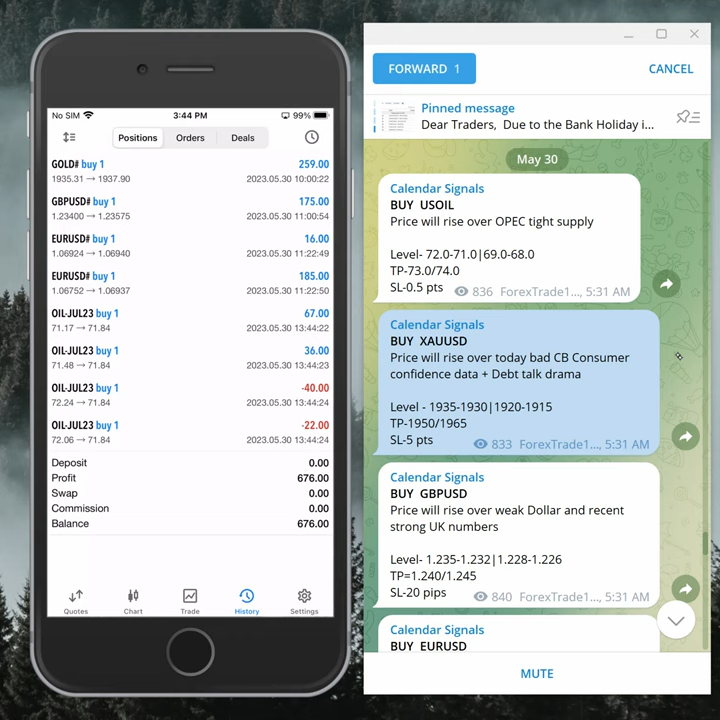 No SIM 3:44 PM 99%
Positions Orders Deals
GOLD# buy 1 259.00
1935.31 → 1937.90 2023.05.30 10:00:22
GBPUSD# buy 1 175.00
1.23400 → 1.23575 2023.05.30 11:00:54
EURUSD# buy 1 16.00
1.06924 → 1.06940 2023.05.30 11:22:49
EURUSD# buy 1 185.00
1.06752 → 1.06937 2023.05.30 11:22:50
OIL-JUL23 buy 1 67.00
71.17 → 71.84 2023.05.30 13:44:22
OIL-JUL23 buy 1 36.00
71.48 → 71.84 2023.05.30 13:44:23
OIL-JUL23 buy 1 -40.00
72.24 → 71.84 2023.05.30 13:44:24
OIL-JUL23 buy 1 -22.00
72.06 → 71.84 2023.05.30 13:44:24
Deposit 0.00
Profit 676.00
Swap 0.00
Commission 0.00
Balance 676.00
Quotes Chart Trade History Settings
FORWARD 1 CANCEL
Pinned message
Dear Traders, Due to the Bank Holiday i...
May 30
Calendar Signals
BUY USOIL
Price will rise over OPEC tight supply
Level- 72.0-71.0|69.0-68.0
TP-73.0/74.0
SL-0.5 pts 836 ForexTrade1..., 5:31 AM
Calendar Signals
BUY XAUUSD
Price will rise over today bad CB Consumer
confidence data + Debt talk drama
Level - 1935-1930|1920-1915
TP-1950/1965
SL-5 pts 833 ForexTrade1..., 5:31 AM
Calendar Signals
BUY GBPUSD
Price will rise over weak Dollar and recent
strong UK numbers
Level- 1.235-1.232|1.228-1.226
TP=1.240/1.245
SL-20 pips 840 ForexTrade1..., 5:31 AM
Calendar Signals
BUY EURUSD
MUTE